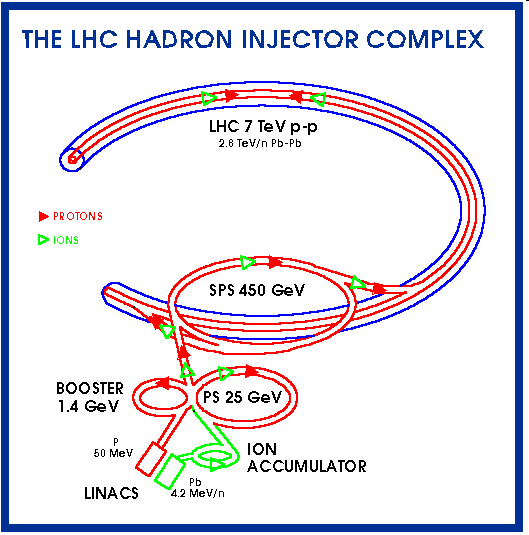 THE LHC HADRON INJECTOR COMPLEX
LHC 7 TeV p-p
2.8 TeV/n Pb-Pb
PROTONS
IONS
SPS 450 GeV
BOOSTER
1.4 GeV
PS 25 GeV
P
50 MeV
ION
ACCUMULATOR
Pb
4.2 MeV/n
LINACS